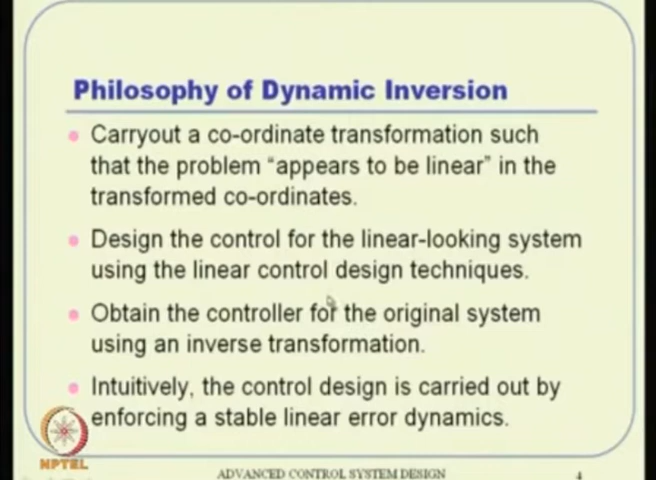 Philosophy of Dynamic Inversion
Carryout a co-ordinate transformation such
that the problem “appears to be linear” in the
transformed co-ordinates.
Design the control for the linear-looking system
using the linear control design techniques.
Obtain the controller for the original system
using an inverse transformation.
Intuitively, the control design is carried out by
enforcing a stable linear error dynamics.
NPTEL
ADVANCED CONTROL SYSTEM DESIGN
4